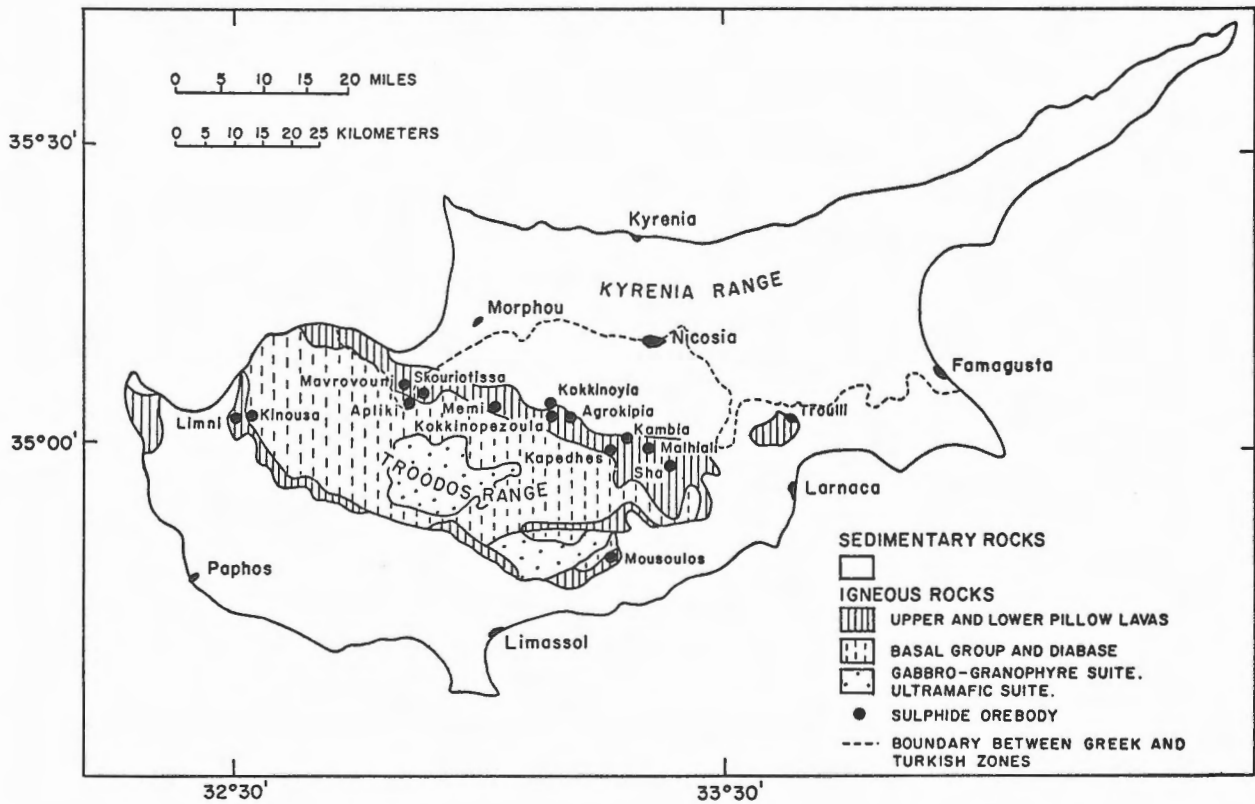 0 5 10 15 20 MILES
0 5 10 15 20 25 KILOMETERS
35°30'
Kyrenia
KYRENIA RANGE
Morphou
Nicosia
Famagusta
Mavrovouni
Skouriotissa
Kokkinoyia
Limni
Kinousa
Apliki
Memi
Agrokipia
Troulli
35°00'
Kokkinopezoula
Kambia
Kapedhes
Malhiali
Sha
TROODOS RANGE
Larnaca
Mousoulos
Paphos
Limassol
SEDIMENTARY ROCKS
IGNEOUS ROCKS
UPPER AND LOWER PILLOW LAVAS
BASAL GROUP AND DIABASE
GABBRO-GRANOPHYRE SUITE.
ULTRAMAFIC SUITE.
SULPHIDE OREBODY
BOUNDARY BETWEEN GREEK AND
TURKISH ZONES
32°30'
33°30'